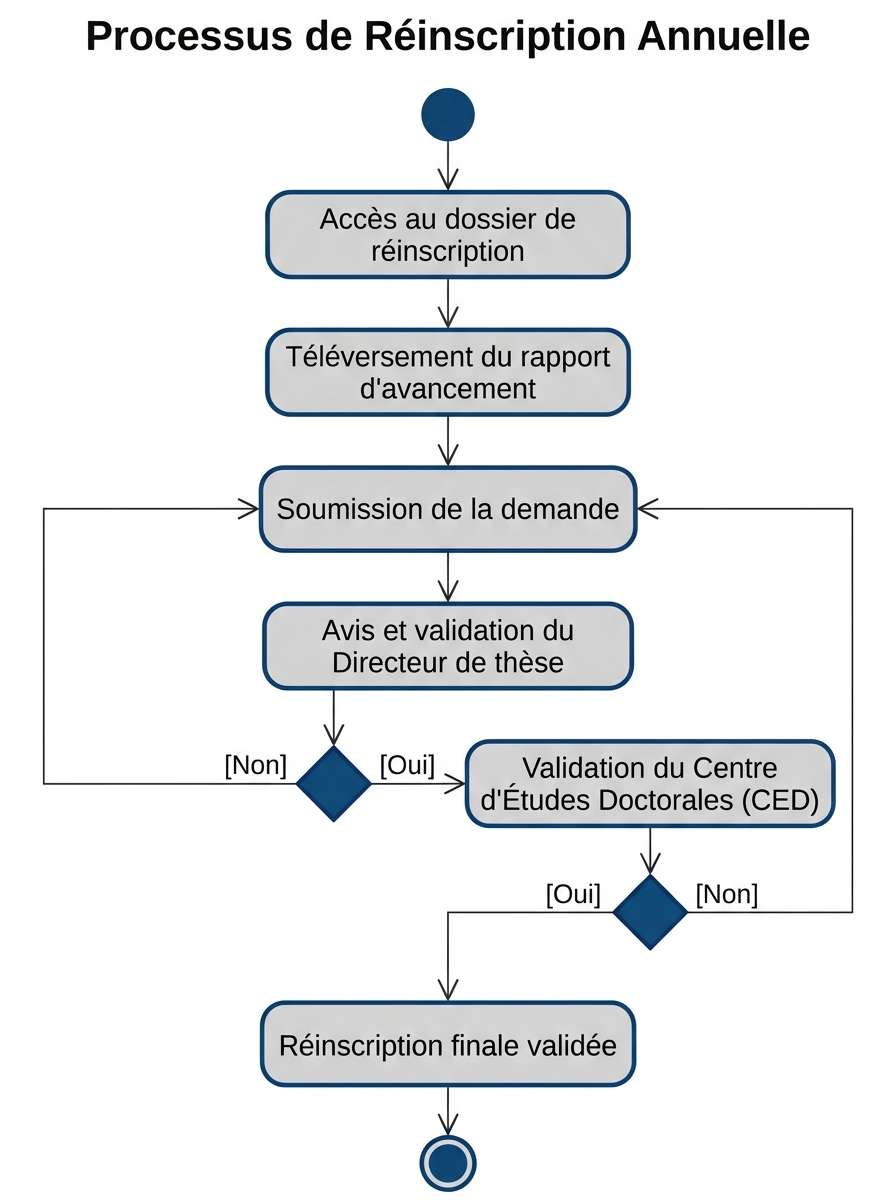 Processus de Réinscription Annuelle
Accès au dossier de
réinscription
Téléversement du rapport
d'avancement
Soumission de la demande
Avis et validation du
Directeur de thèse
[Non]
[Oui]
Validation du Centre
d'Études Doctorales (CED)
[Oui]
[Non]
Réinscription finale validée